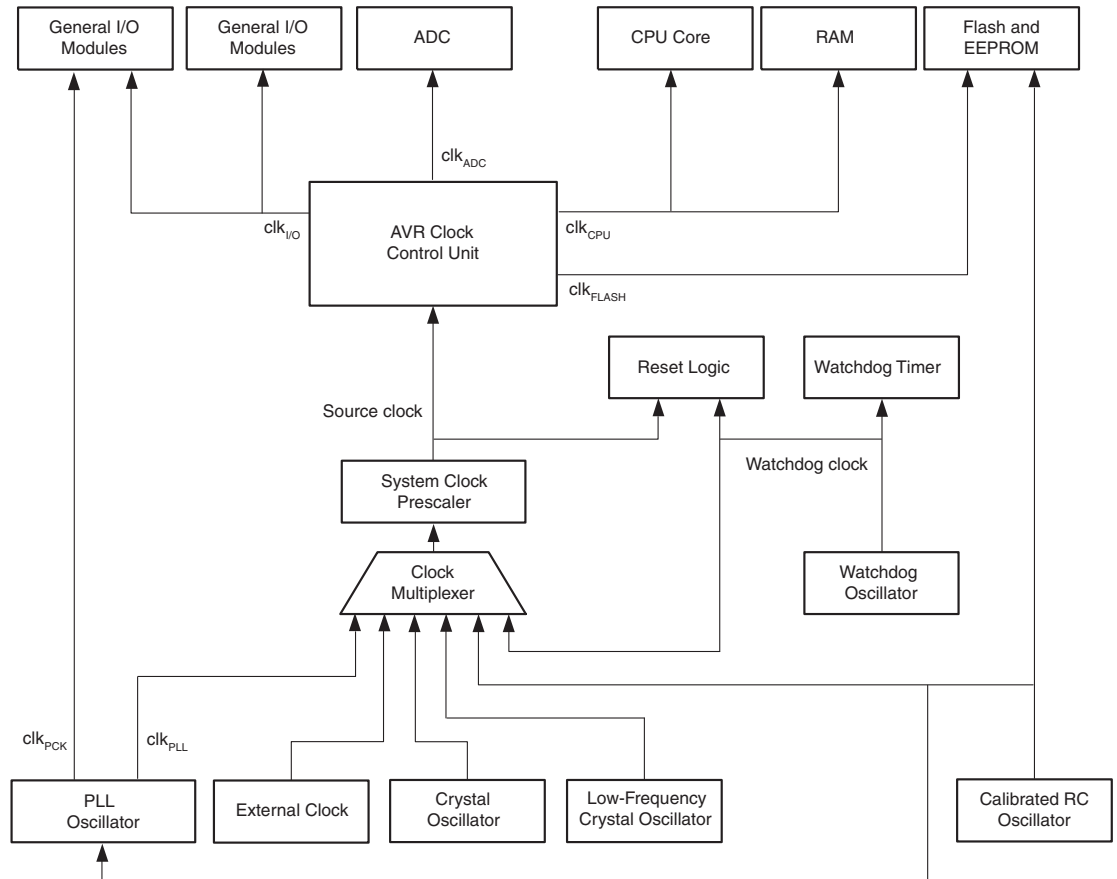 General I/O
Modules
General I/O
Modules
ADC
CPU Core
RAM
Flash and
EEPROM
clkADC
clkI/O
AVR Clock
Control Unit
clkCPU
clkFLASH
Reset Logic
Watchdog Timer
Source clock
Watchdog clock
System Clock
Prescaler
Clock
Multiplexer
Watchdog
Oscillator
clkPCK
clkPLL
PLL
Oscillator
External Clock
Crystal
Oscillator
Low-Frequency
Crystal Oscillator
Calibrated RC
Oscillator